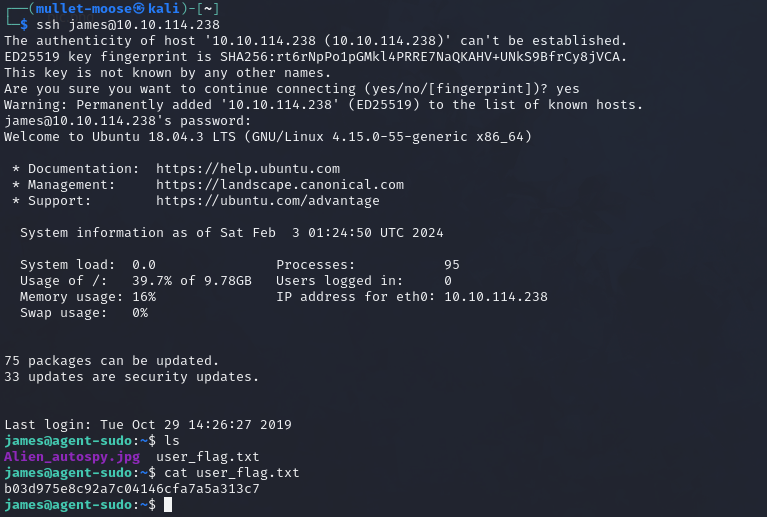 ┌──(mullet-moose㉿kali)-[~]
└─$ ssh james@10.10.114.238
The authenticity of host '10.10.114.238 (10.10.114.238)' can't be established.
ED25519 key fingerprint is SHA256:rt6rNpPo1pGMkl4PRRE7NaQKAHV+UNkS9BfrCy8jVCA.
This key is not known by any other names.
Are you sure you want to continue connecting (yes/no/[fingerprint])? yes
Warning: Permanently added '10.10.114.238' (ED25519) to the list of known hosts.
james@10.10.114.238's password:
Welcome to Ubuntu 18.04.3 LTS (GNU/Linux 4.15.0-55-generic x86_64)
* Documentation:  https://help.ubuntu.com
* Management:     https://landscape.canonical.com
* Support:        https://ubuntu.com/advantage
System information as of Sat Feb  3 01:24:50 UTC 2024
System load:  0.0               Processes:           95
Usage of /:   39.7% of 9.78GB   Users logged in:     0
Memory usage: 16%               IP address for eth0: 10.10.114.238
Swap usage:   0%
75 packages can be updated.
33 updates are security updates.
Last login: Tue Oct 29 14:26:27 2019
james@agent-sudo:~$ ls
Alien_autospy.jpg  user_flag.txt
james@agent-sudo:~$ cat user_flag.txt
b03d975e8c92a7c04146cfa7a5a313c7
james@agent-sudo:~$